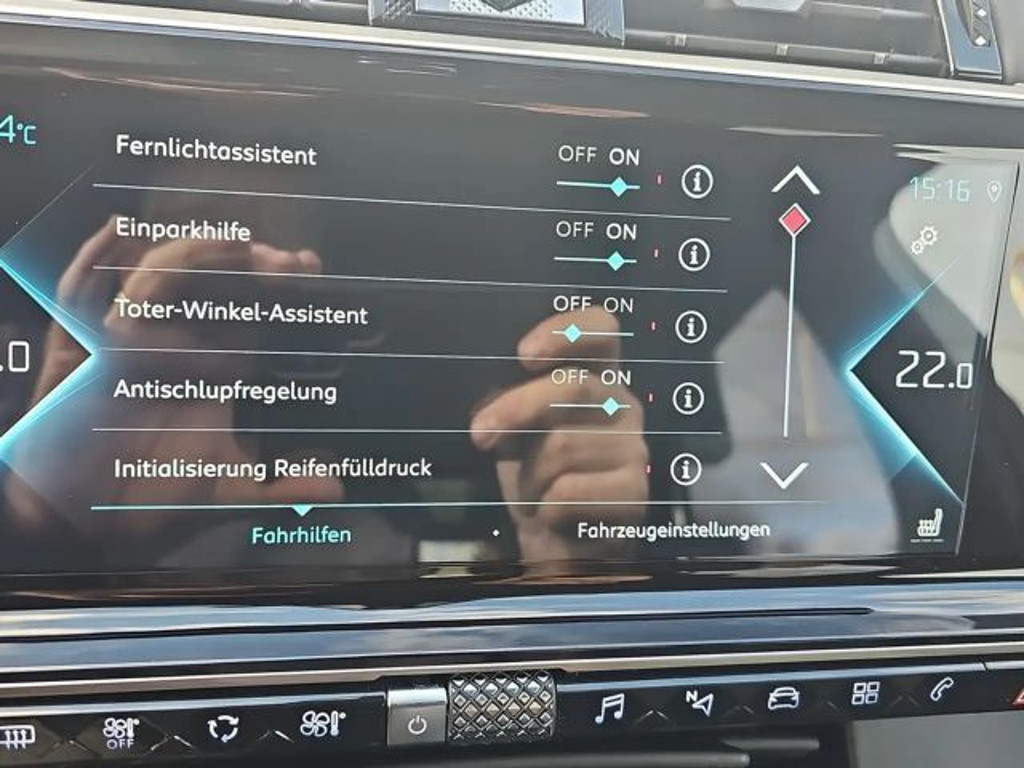 4°C
Fernlichtassistent
OFF ON
15:16
Einparkhilfe
OFF ON
Toter-Winkel-Assistent
OFF ON
.0
22.0
Antischlupfregelung
OFF ON
Initialisierung Reifenfülldruck
Fahrhilfen
Fahrzeugeinstellungen
OFF
N